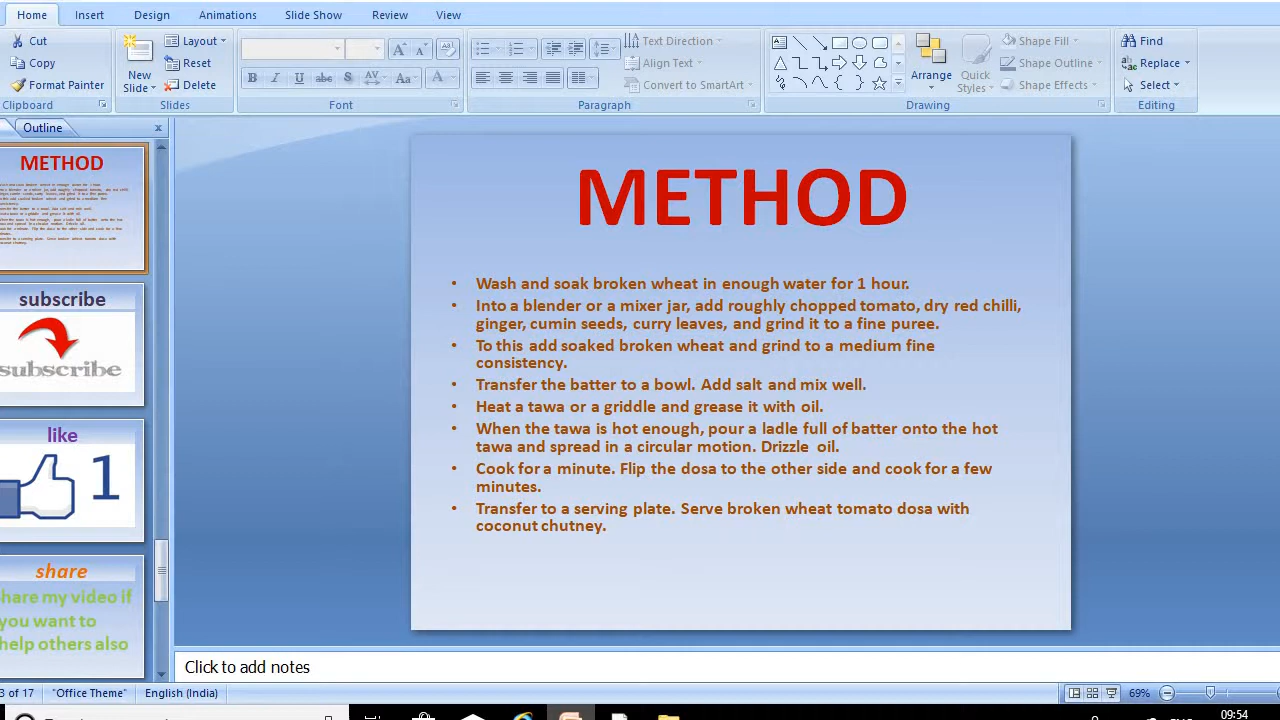 Home Insert Design Animations Slide Show Review View
Cut
Copy
Format Painter
Clipboard
New
Slide
Layout
Reset
Delete
Slides
Font
Text Direction
Align Text
Convert to SmartArt
Paragraph
Arrange
Quick
Styles
Shape Fill
Shape Outline
Shape Effects
Drawing
Find
Replace
Select
Editing
Outline
METHOD
subscribe
subscribe
like
1
share
hare my video if
you want to
help others also
METHOD
• Wash and soak broken wheat in enough water for 1 hour.
• Into a blender or a mixer jar, add roughly chopped tomato, dry red chilli,
ginger, cumin seeds, curry leaves, and grind it to a fine puree.
• To this add soaked broken wheat and grind to a medium fine
consistency.
• Transfer the batter to a bowl. Add salt and mix well.
• Heat a tawa or a griddle and grease it with oil.
• When the tawa is hot enough, pour a ladle full of batter onto the hot
tawa and spread in a circular motion. Drizzle oil.
• Cook for a minute. Flip the dosa to the other side and cook for a few
minutes.
• Transfer to a serving plate. Serve broken wheat tomato dosa with
coconut chutney.
Click to add notes
3 of 17 "Office Theme" English (India) 69%
09:54